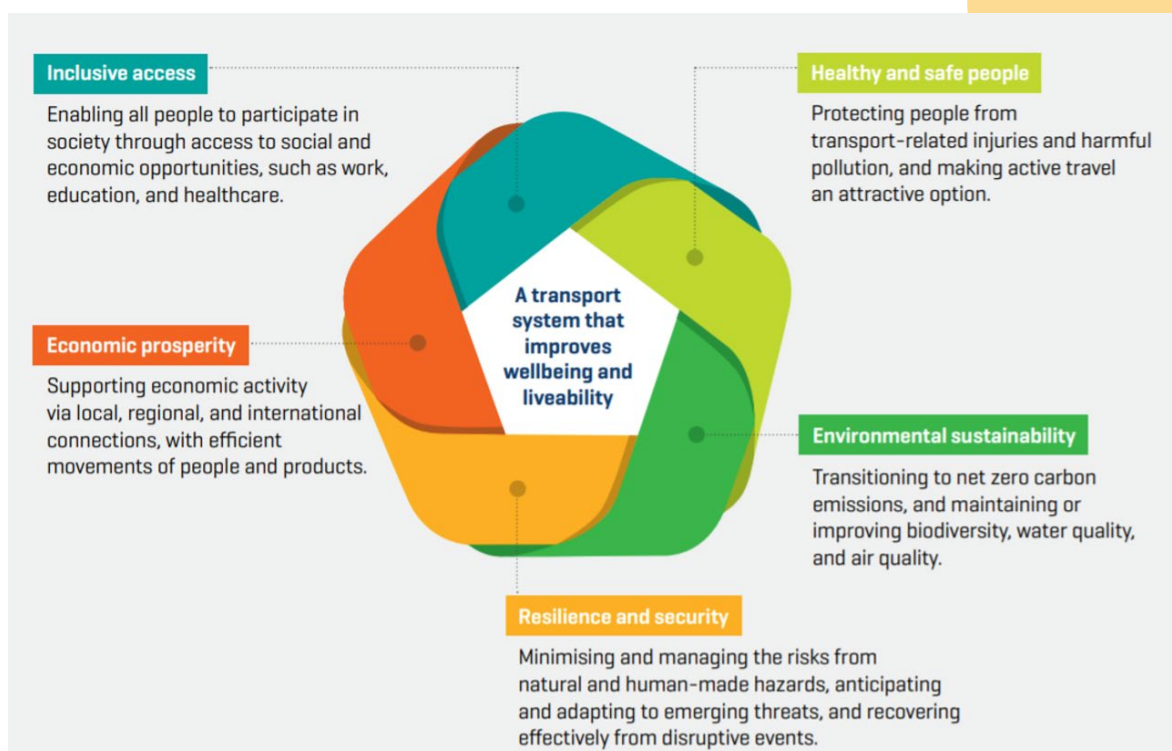 Inclusive access
Enabling all people to participate in
society through access to social and
economic opportunities, such as work,
education, and healthcare.
Healthy and safe people
Protecting people from
transport-related injuries and harmful
pollution, and making active travel
an attractive option.
A transport
system that
improves
wellbeing and
liveability
Economic prosperity
Supporting economic activity
via local, regional, and international
connections, with efficient
movements of people and products.
Environmental sustainability
Transitioning to net zero carbon
emissions, and maintaining or
improving biodiversity, water quality,
and air quality.
Resilience and security
Minimising and managing the risks from
natural and human-made hazards, anticipating
and adapting to emerging threats, and recovering
effectively from disruptive events.